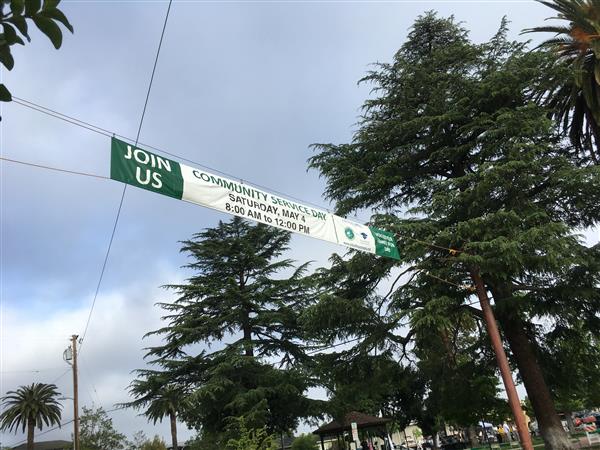 JOIN
US
COMMUNITY SERVICE DAY
SATURDAY, MAY 4
8:00 AM to 12:00 PM